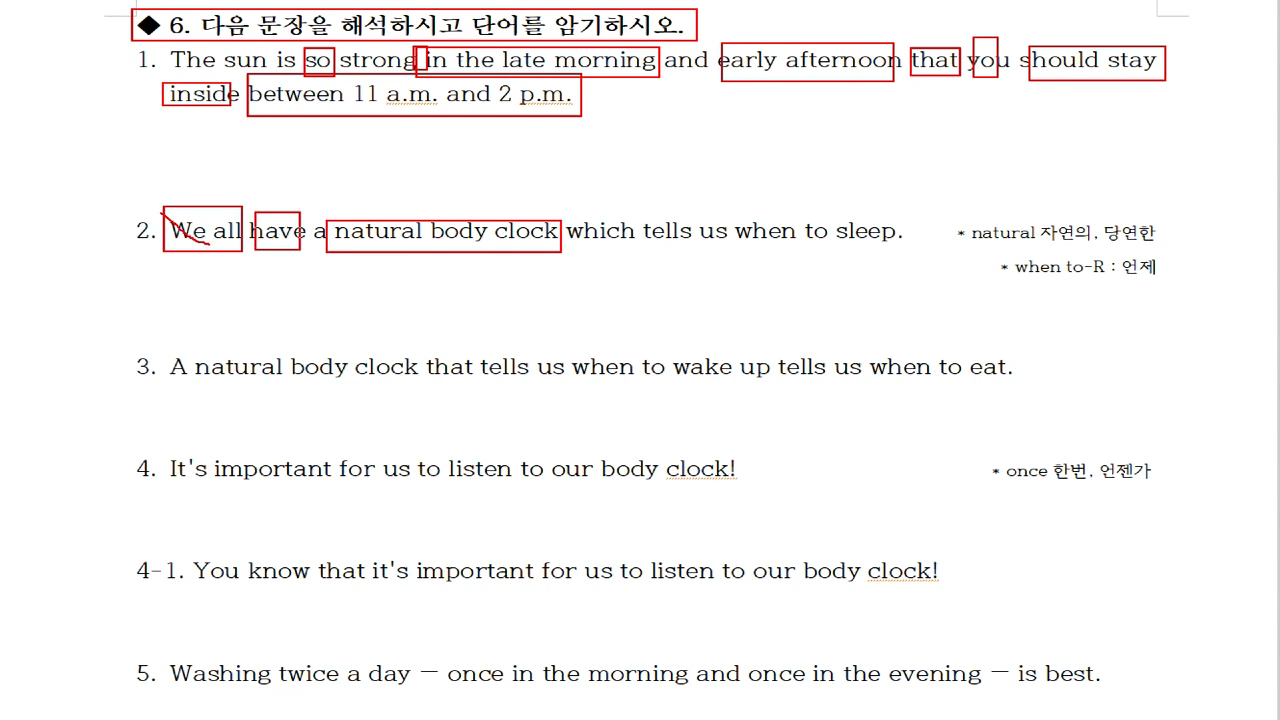 ◆ 6. 다음 문장을 해석하시고 단어를 암기하시오.
1. The sun is so strong in the late morning and early afternoon that you should stay
inside between 11 a.m. and 2 p.m.
2. We all have a natural body clock which tells us when to sleep. * natural 자연의, 당연한
* when to-R : 언제
3. A natural body clock that tells us when to wake up tells us when to eat.
4. It's important for us to listen to our body clock! * once 한번, 언젠가
4-1. You know that it's important for us to listen to our body clock!
5. Washing twice a day — once in the morning and once in the evening — is best.